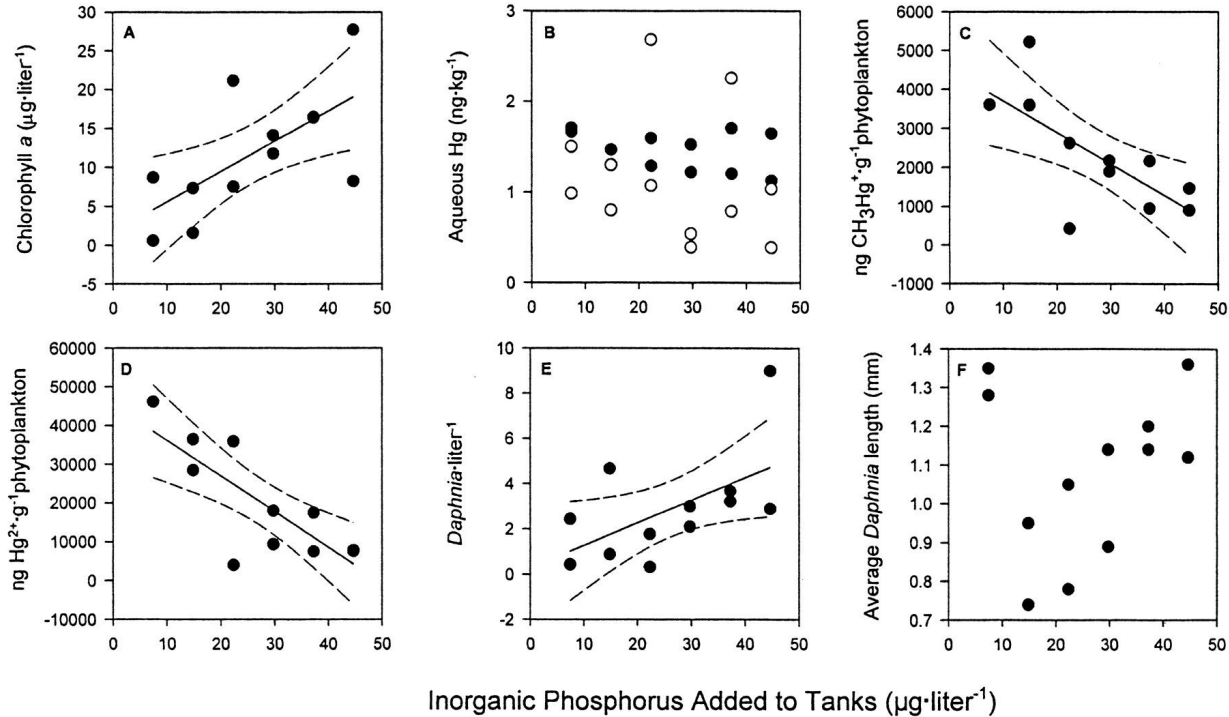 A
Chlorophyll a (µg·liter⁻¹)
30
25
20
15
10
5
0
-5
0 10 20 30 40 50
B
Aqueous Hg (ng·kg⁻¹)
3
2
1
0
0 10 20 30 40 50
C
ng CH₃Hg⁺·g⁻¹phytoplankton
6000
5000
4000
3000
2000
1000
0
-1000
0 10 20 30 40 50
D
ng Hg²⁺·g⁻¹phytoplankton
60000
50000
40000
30000
20000
10000
0
-10000
0 10 20 30 40 50
E
Daphnia·liter⁻¹
10
8
6
4
2
0
-2
0 10 20 30 40 50
F
Average Daphnia length (mm)
1.4
1.3
1.2
1.1
1.0
0.9
0.8
0.7
0 10 20 30 40 50
Inorganic Phosphorus Added to Tanks (µg·liter⁻¹)